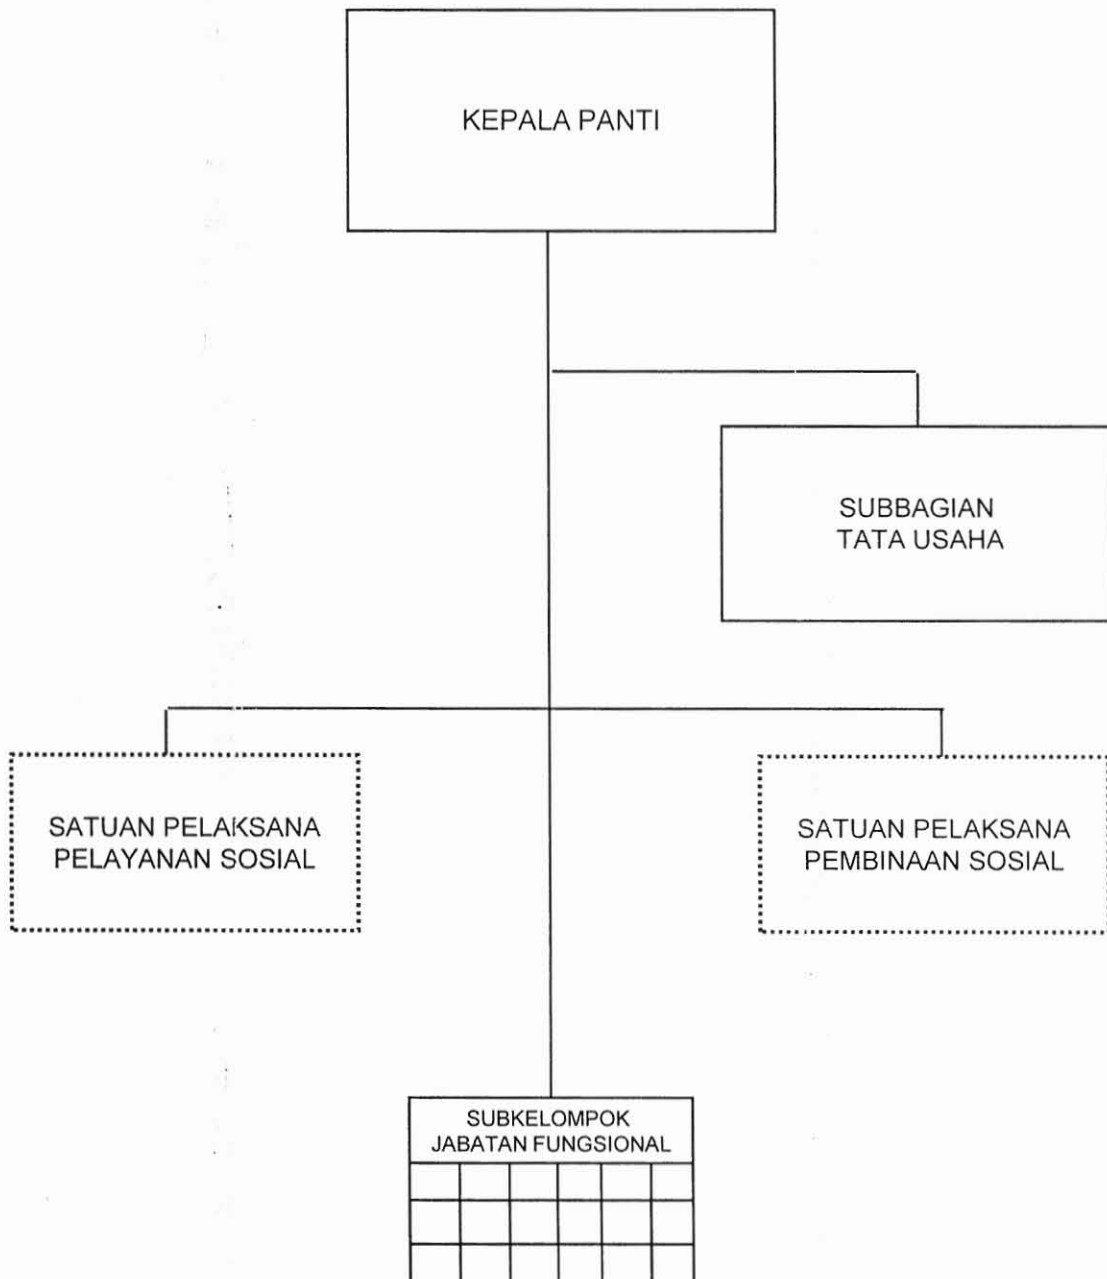 KEPALA PANTI
SUBBAGIAN
TATA USAHA
SATUAN PELAKSANA
PELAYANAN SOSIAL
SATUAN PELAKSANA
PEMBINAAN SOSIAL
SUBKELOMPOK
JABATAN FUNGSIONAL